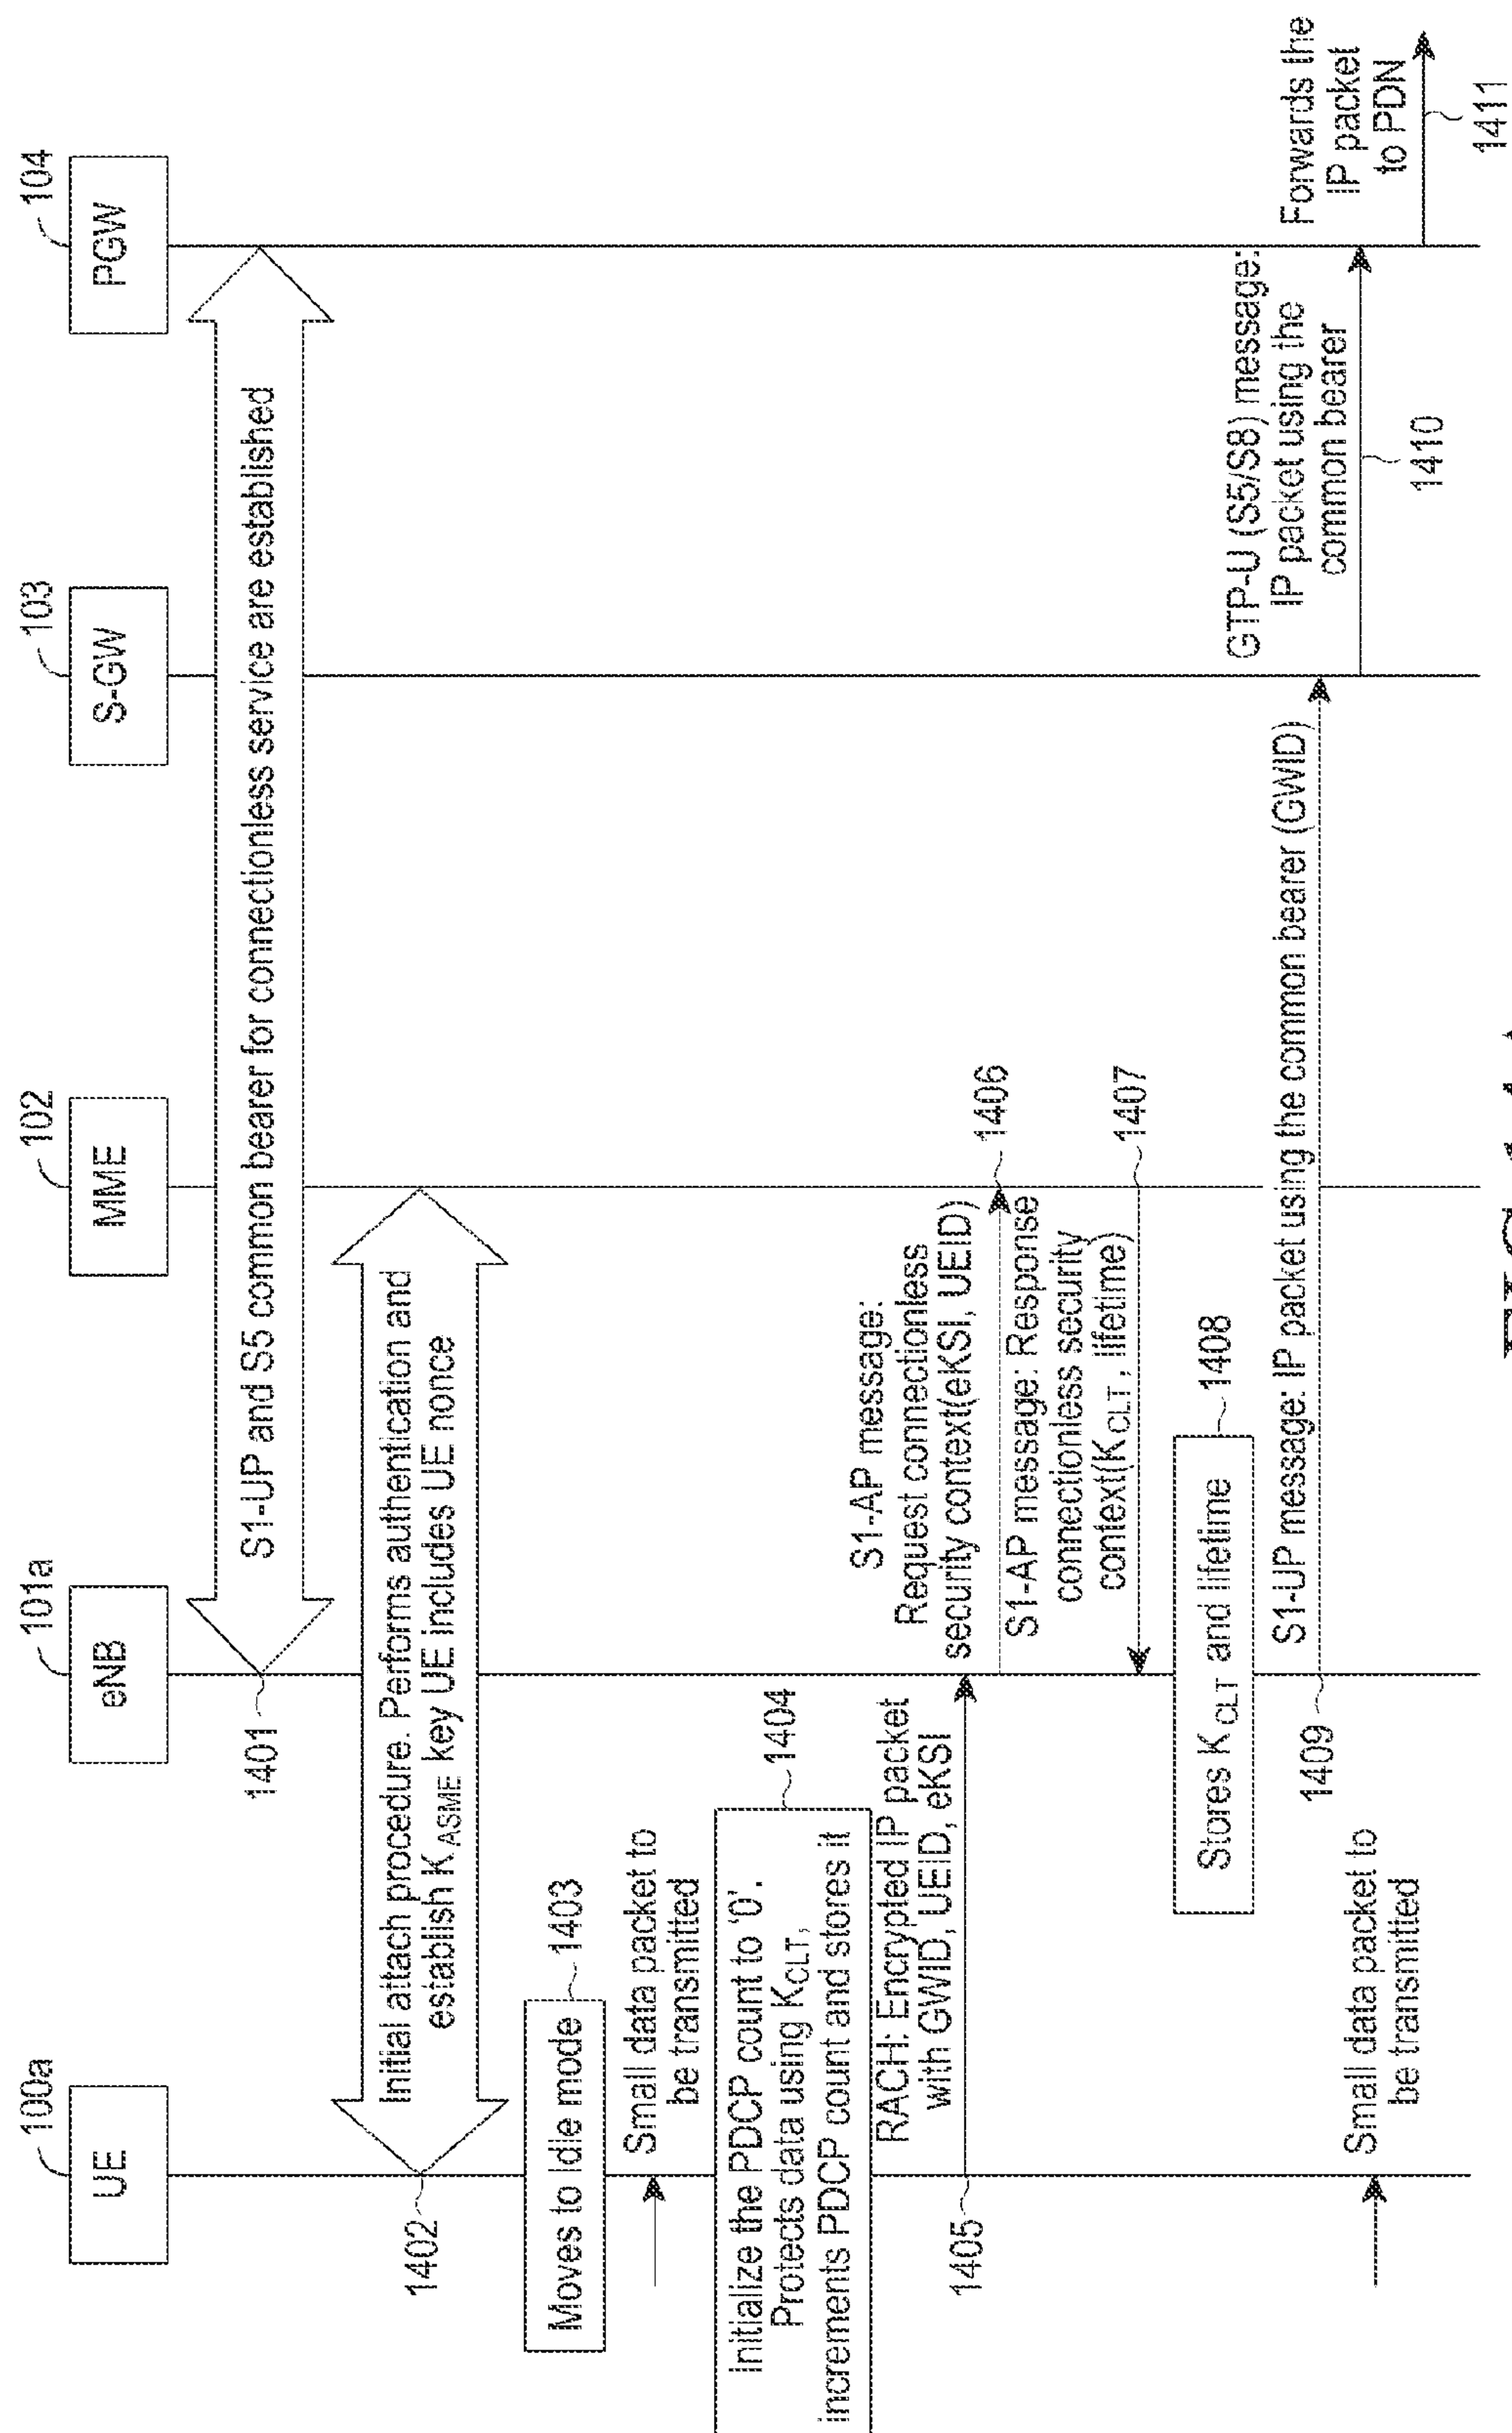 100a
UE
101a
eNB
102
MME
103
S-GW
104
PGW
S1-UP and S5 common bearer for connectionless service are established
1401
Initial attach procedure. Performs authentication and
establish KASME key UE includes UE nonce
1402
Moves to Idle mode
1403
Small data packet to
be transmitted
Initialize the PDCP count to '0'.
Protects data using KCLT,
increments PDCP count and stores it
1404
RACH: Encrypted IP packet
with GWID, UEID, eKSI
1405
S1-AP message:
Request connectionless
security context(eKSI, UEID)
1406
S1-AP message: Response
connectionless security
context(KCLT, lifetime)
1407
Stores KCLT and lifetime
1408
S1-UP message: IP packet using the common bearer (GWID)
1409
GTP-U (S5/S8) message:
IP packet using the
common bearer
1410
Forwards the
IP packet
to PDN
1411
Small data packet to
be transmitted